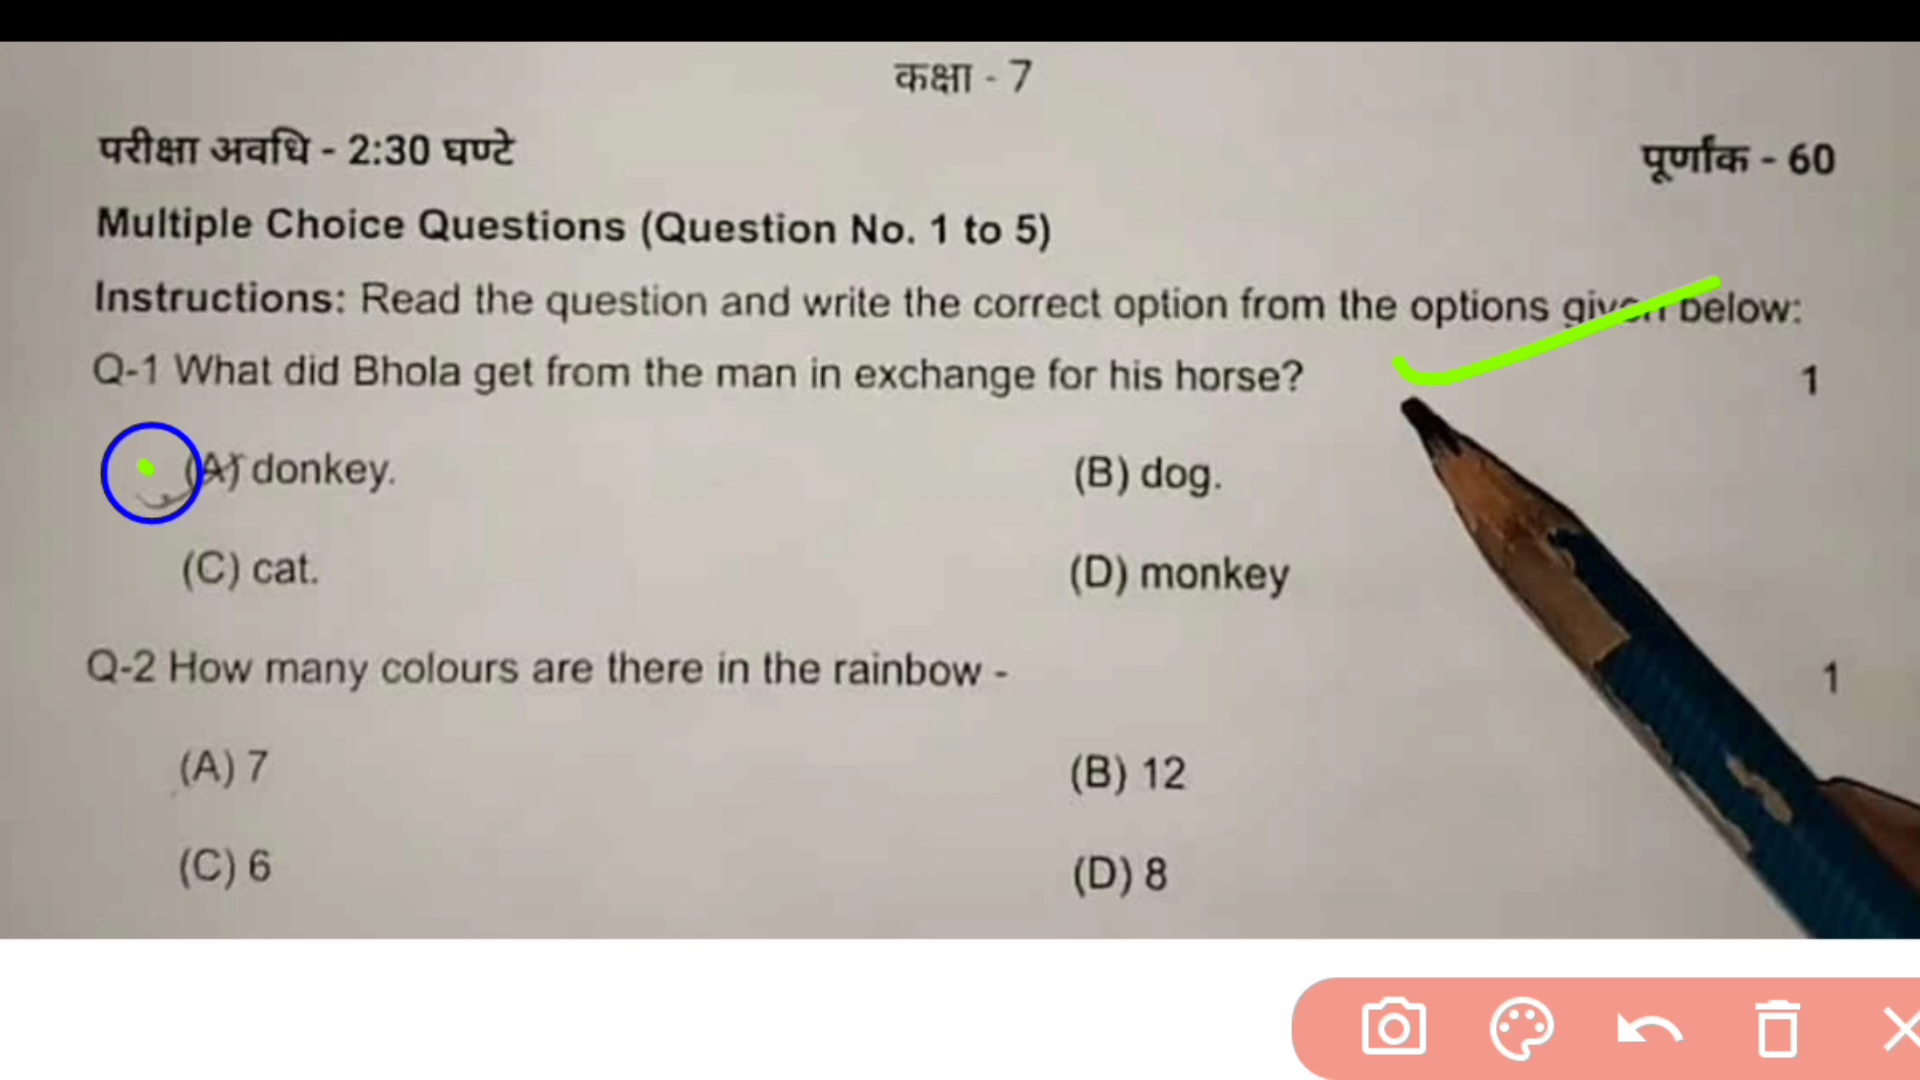 कक्षा - 7
परीक्षा अवधि - 2:30 घण्टे पूर्णांक - 60
Multiple Choice Questions (Question No. 1 to 5)
Instructions: Read the question and write the correct option from the options given below:
Q-1 What did Bhola get from the man in exchange for his horse? 1
(A) donkey. (B) dog.
(C) cat. (D) monkey
Q-2 How many colours are there in the rainbow - 1
(A) 7 (B) 12
(C) 6 (D) 8